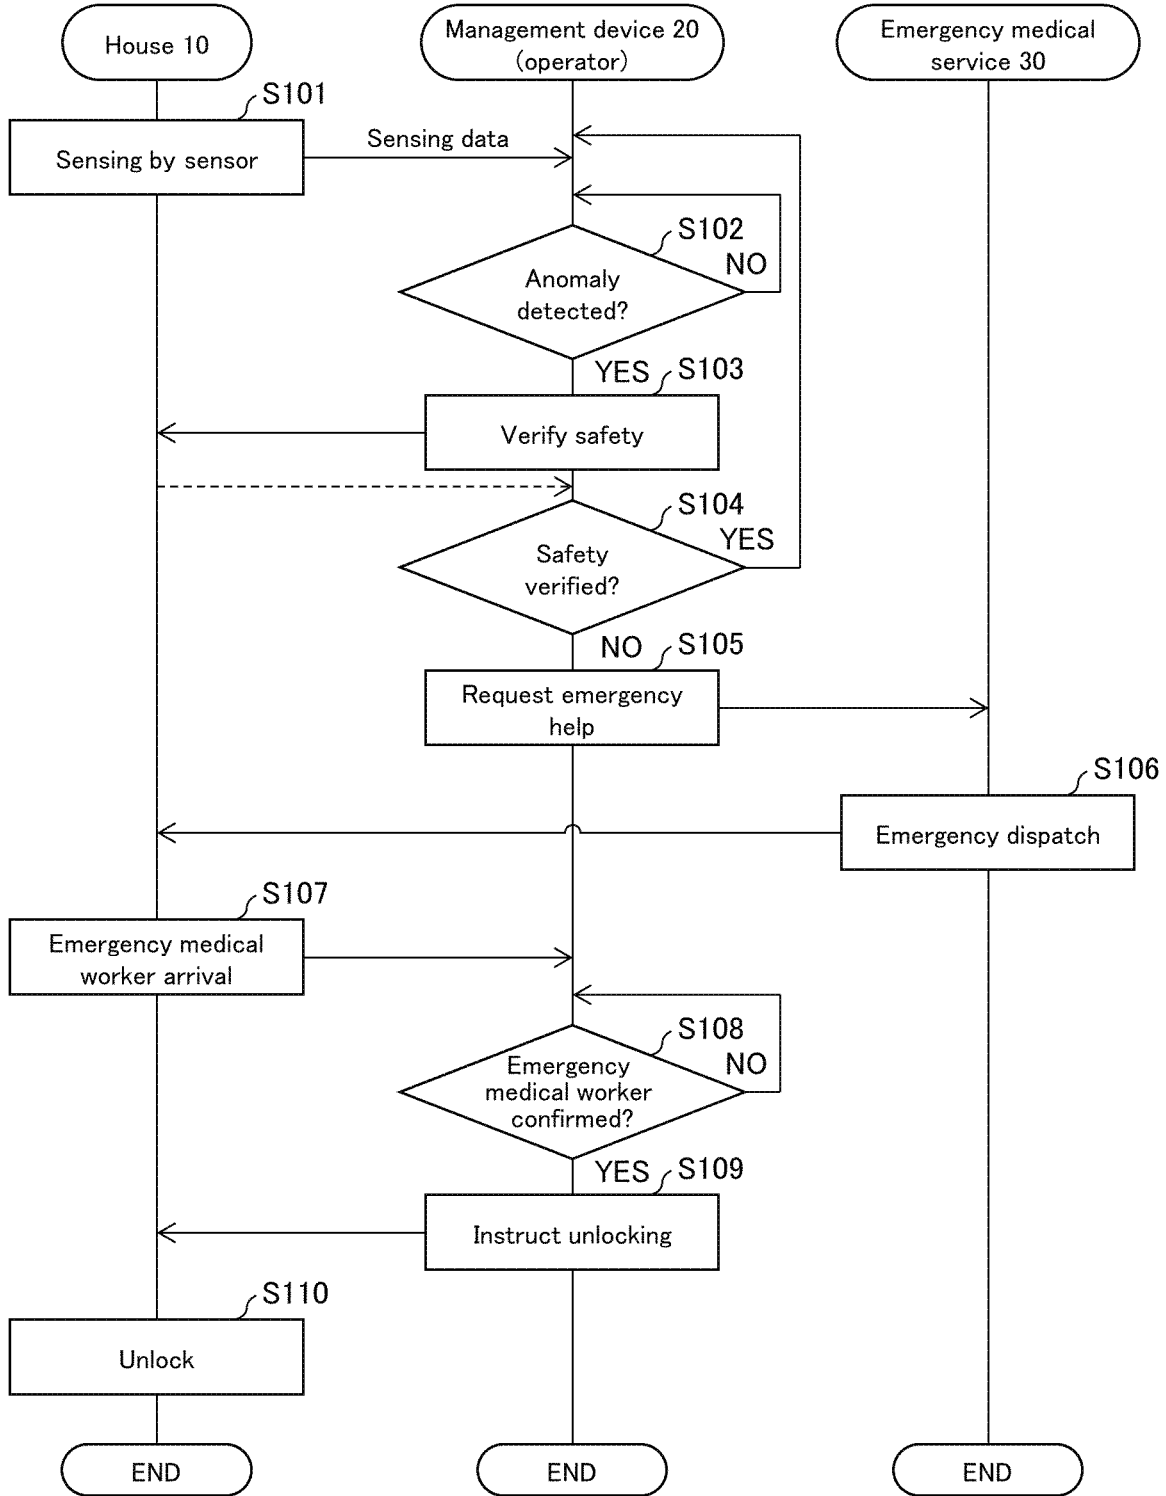 House 10
Management device 20
(operator)
Emergency medical
service 30
S101
Sensing by sensor
Sensing data
S102
NO
Anomaly
detected?
YES
S103
Verify safety
S104
YES
Safety
verified?
NO
S105
Request emergency
help
S106
Emergency dispatch
S107
Emergency medical
worker arrival
S108
NO
Emergency
medical worker
confirmed?
YES
S109
Instruct unlocking
S110
Unlock
END
END
END